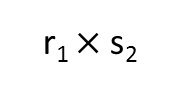 r₁ × s₂